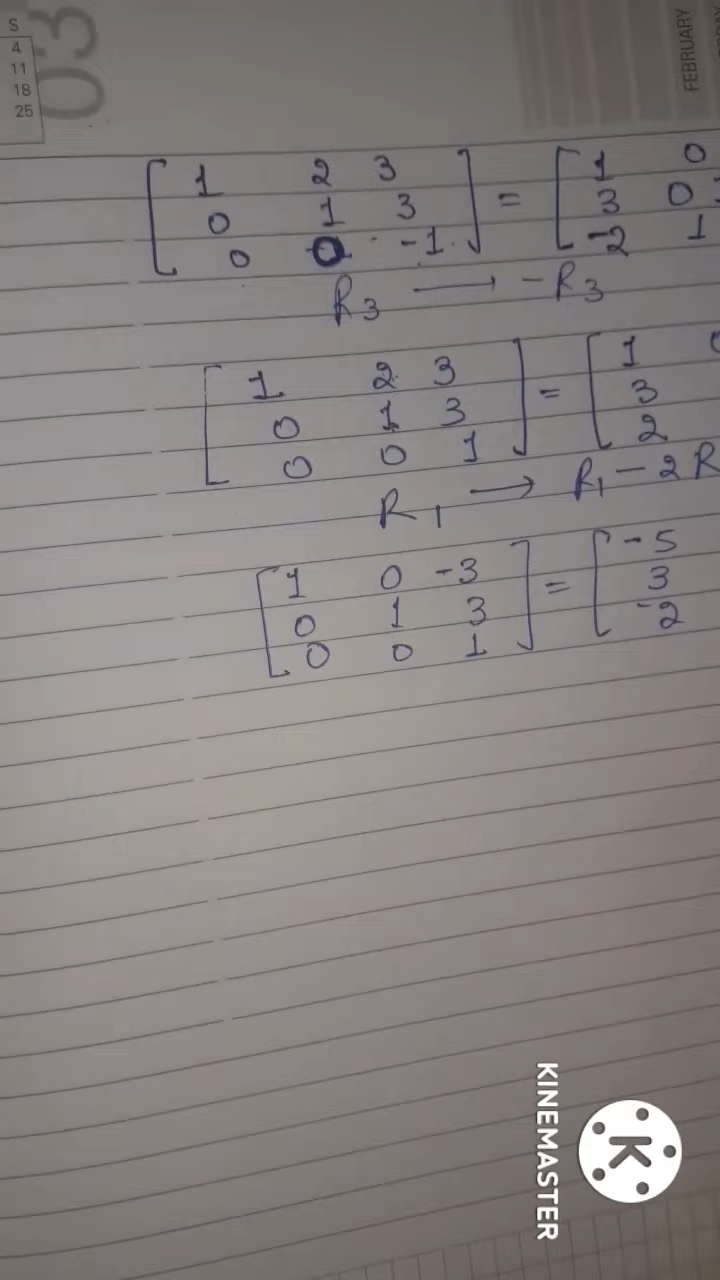 S
4
11
18
25
03
FEBRUARY
1 2 3 1 0
0 1 3 = 3 0
0 0 -1 2 1
R3 → -R3
1 2 3 1
0 1 3 = 3
0 0 1 2
R1 → R1 - 2R
1 0 -3 -5
0 1 3 = 3
0 0 1 -2
KINEMASTER